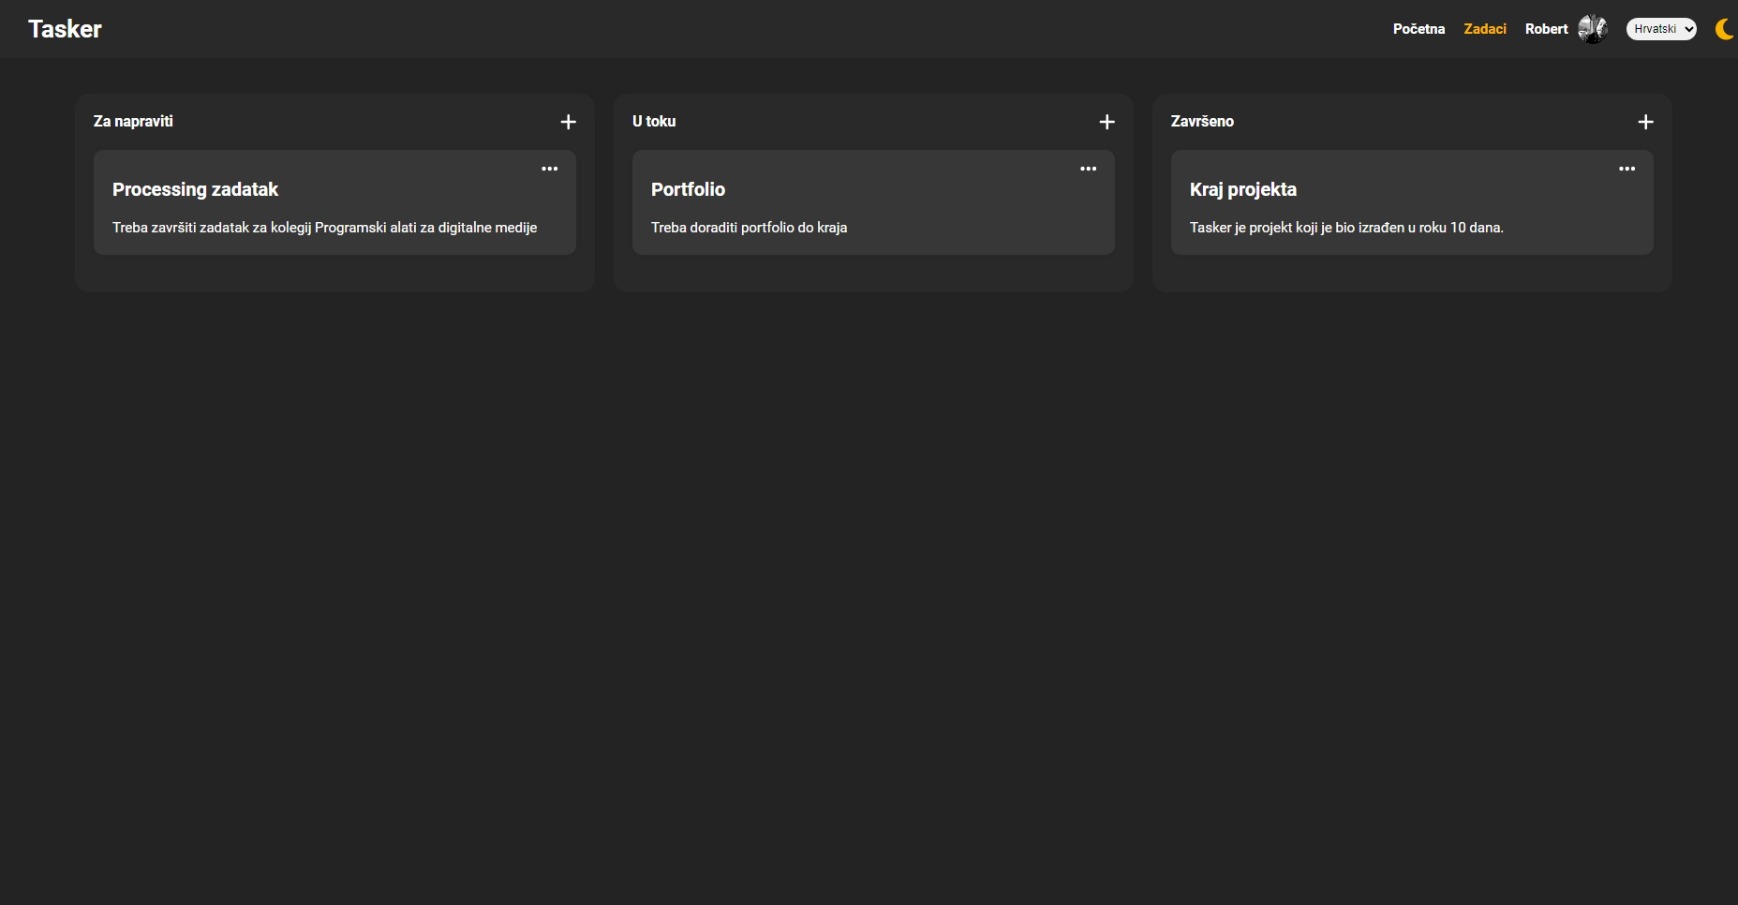 Tasker
Početna Zadaci Robert Hrvatski
Za napraviti
Processing zadatak
Treba završiti zadatak za kolegij Programski alati za digitalne medije
U toku
Portfolio
Treba doraditi portfolio do kraja
Završeno
Kraj projekta
Tasker je projekt koji je bio izrađen u roku 10 dana.